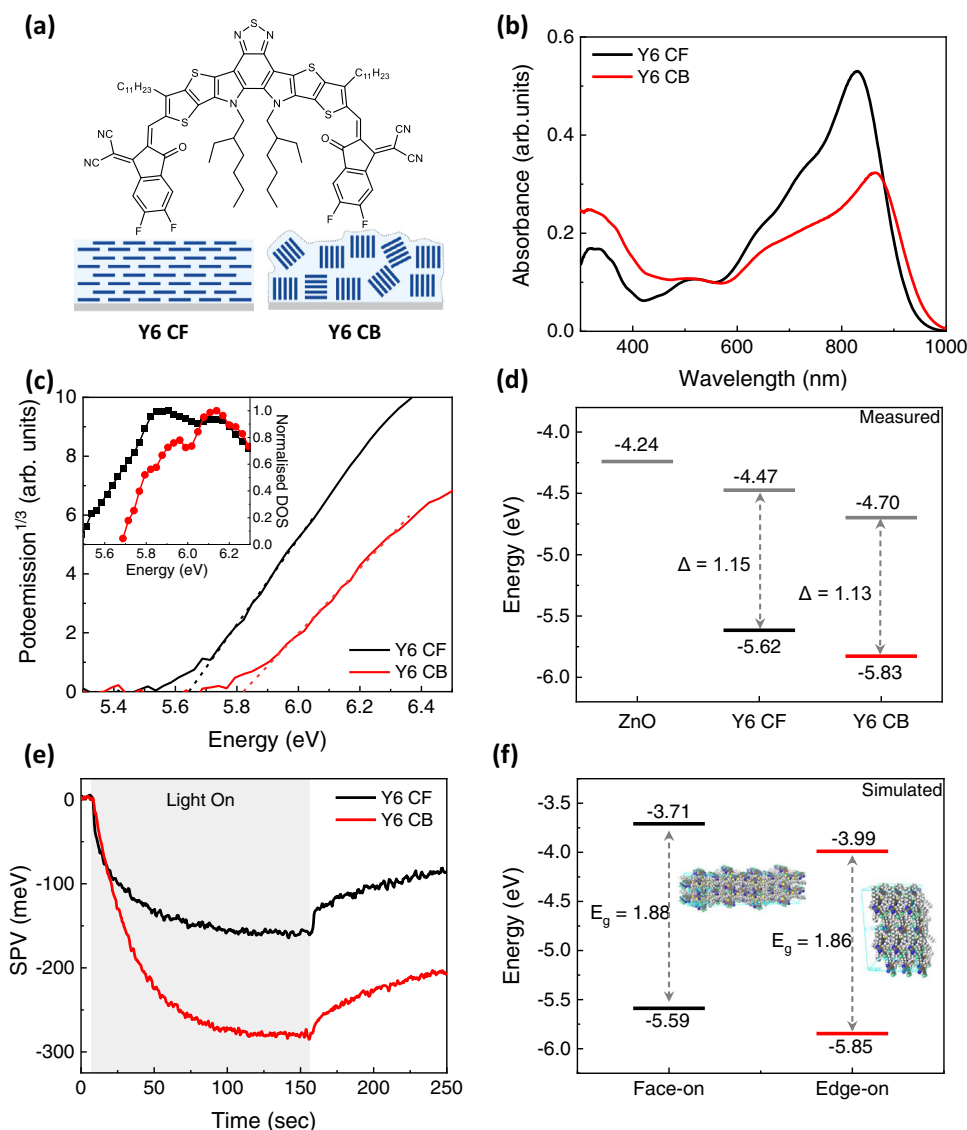 (a)
S
N N
C11H23 S S C11H23
S N N S
NC O O CN
NC CN
F F F F
Y6 CF Y6 CB
(b)
Y6 CF
Y6 CB
Absorbance (arb.units)
0.6
0.4
0.2
0.0
400 600 800 1000
Wavelength (nm)
(c)
Potoemission1/3 (arb. units)
10
8
6
4
2
0
5.4 5.6 5.8 6.0 6.2 6.4
Energy (eV)
Y6 CF
Y6 CB
1.0
0.8
0.6
0.4
0.2
0.0
Normalised DOS
5.6 5.8 6.0 6.2
Energy (eV)
(d)
Measured
Energy (eV)
-4.0
-4.5
-5.0
-5.5
-6.0
-4.24
-4.47
-4.70
Δ = 1.15
Δ = 1.13
-5.62
-5.83
ZnO Y6 CF Y6 CB
(e)
Light On
Y6 CF
Y6 CB
SPV (meV)
0
-100
-200
-300
0 50 100 150 200 250
Time (sec)
(f)
Simulated
Energy (eV)
-3.5
-4.0
-4.5
-5.0
-5.5
-6.0
-3.71
-3.99
Eg = 1.88
Eg = 1.86
-5.59
-5.85
Face-on Edge-on